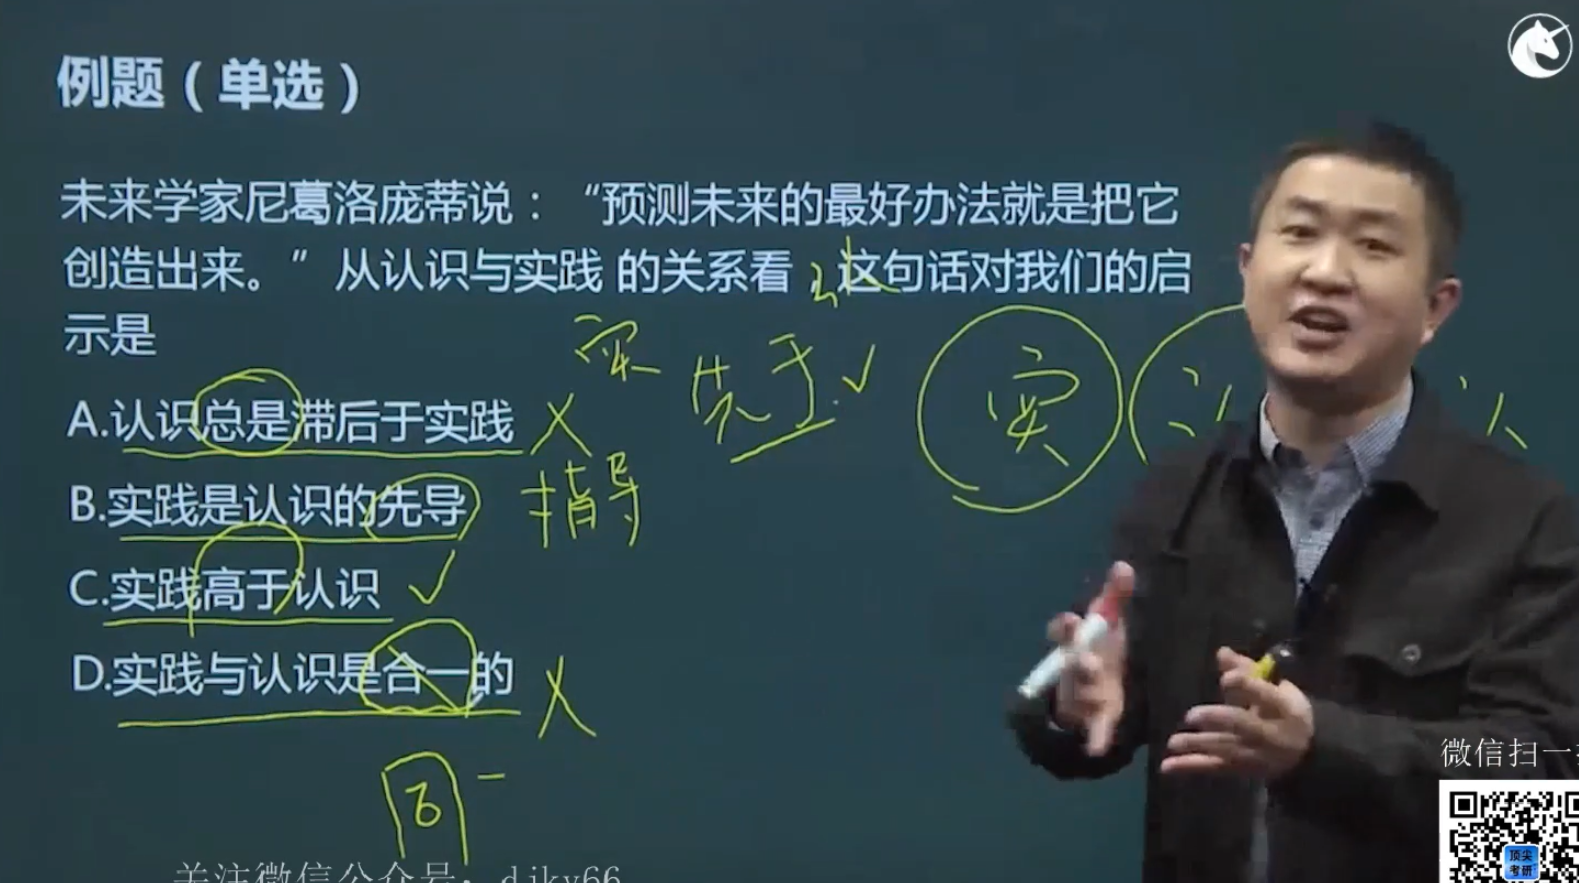 例题（单选）
未来学家尼葛洛庞蒂说：“预测未来的最好办法就是把它
创造出来。”从认识与实践 的关系看，这句话对我们的启
示是
实 先于 ✓ 实 认
A.认识总是滞后于实践 X
指导
B.实践是认识的先导
C.实践高于认识 ✓
D.实践与认识是合一的 X
同一
微信扫一
顶尖
考研
关注微信公众号：djky66